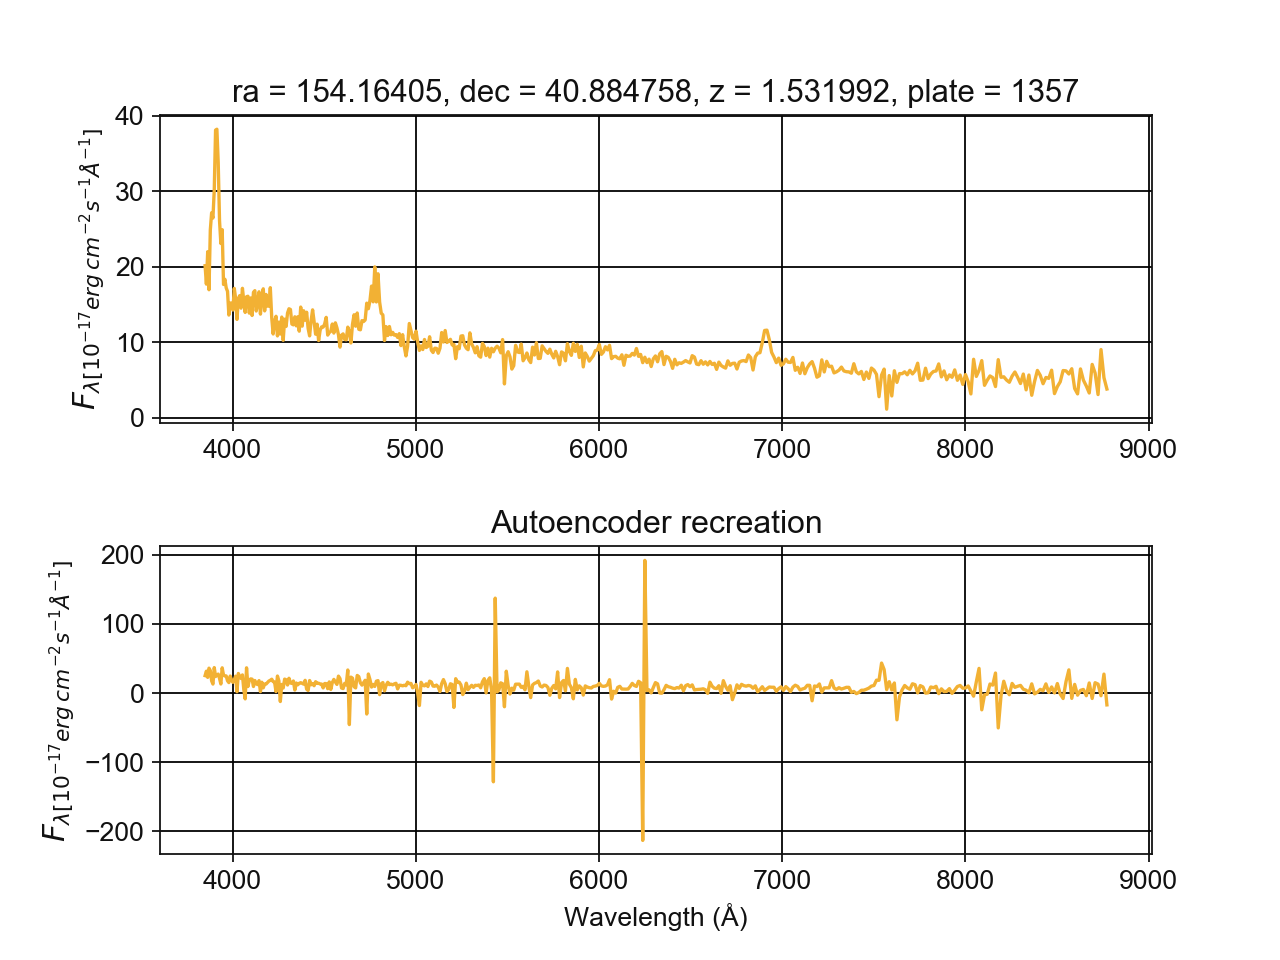 ra = 154.16405, dec = 40.884758, z = 1.531992, plate = 1357
F_λ[10^{-17} erg cm^{-2} s^{-1} Å^{-1}]
40
30
20
10
0
4000 5000 6000 7000 8000 9000
Autoencoder recreation
F_λ[10^{-17} erg cm^{-2} s^{-1} Å^{-1}]
200
100
0
−100
−200
4000 5000 6000 7000 8000 9000
Wavelength (Å)